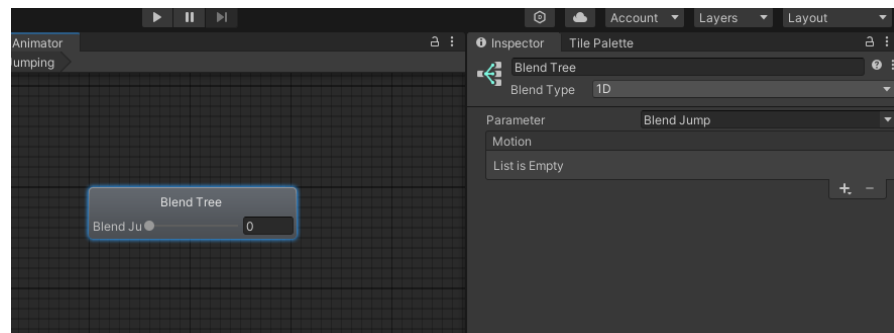 Account Layers Layout
Animator
Inspector Tile Palette
umping
Blend Tree
Blend Type 1D
Parameter Blend Jump
Motion
List is Empty
Blend Tree
Blend Ju 0